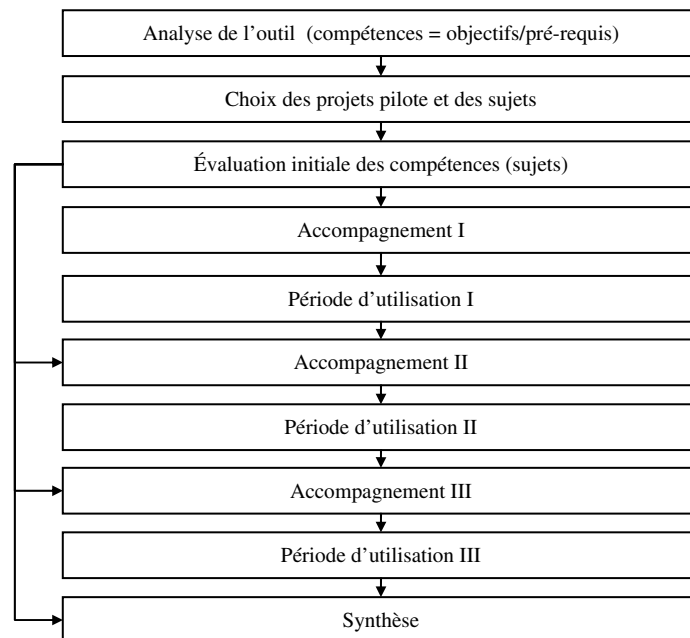 Analyse de l’outil  (compétences = objectifs/pré-requis)
Choix des projets pilote et des sujets
Évaluation initiale des compétences (sujets)
Accompagnement I
Période d’utilisation I
Accompagnement II
Période d’utilisation II
Accompagnement III
Période d’utilisation III
Synthèse